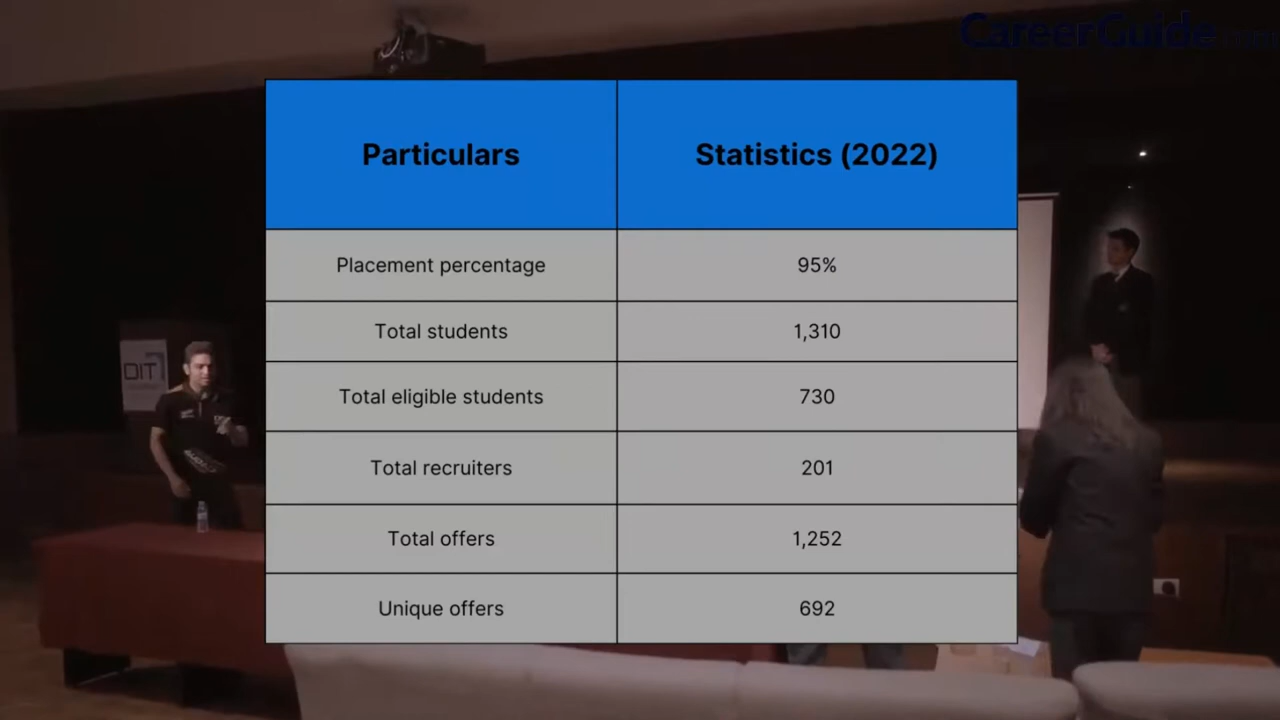 CareerGuide
Particulars
Statistics (2022)
Placement percentage
95%
Total students
1,310
Total eligible students
730
Total recruiters
201
Total offers
1,252
Unique offers
692
DIT